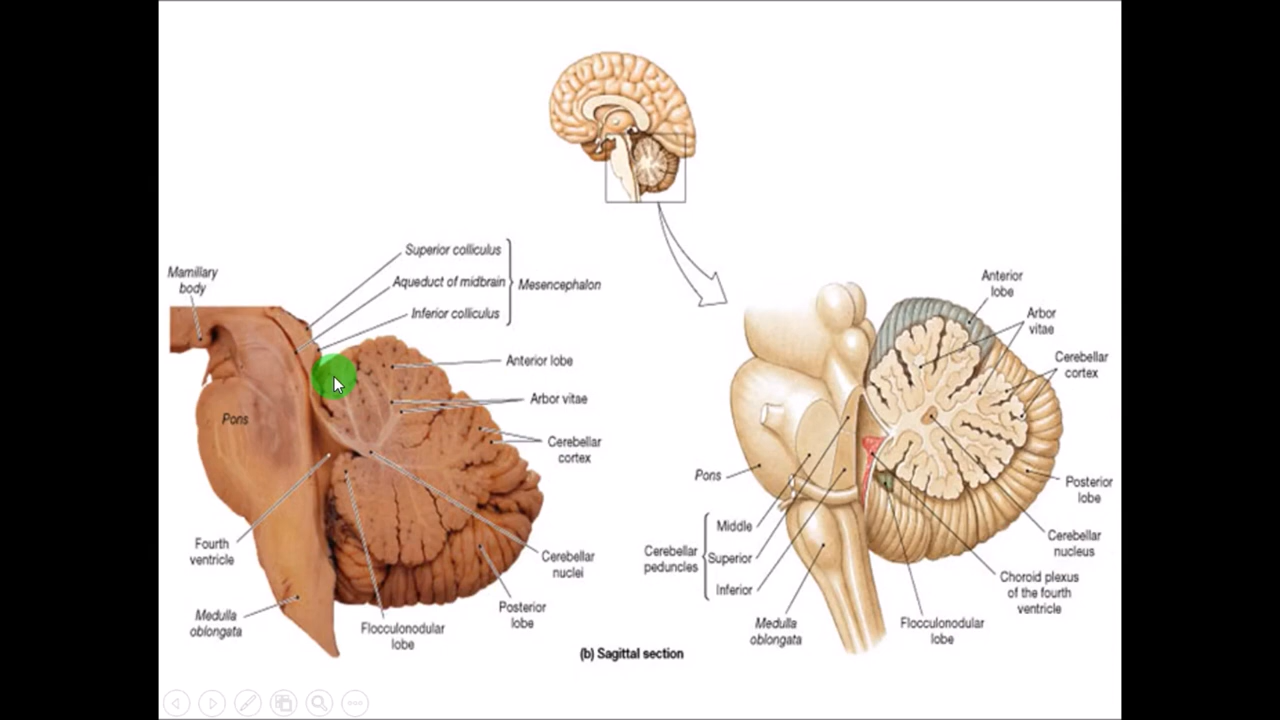 Superior colliculus
Aqueduct of midbrain
Inferior colliculus
Mesencephalon
Mamillary
body
Anterior lobe
Arbor vitae
Cerebellar
cortex
Pons
Fourth
ventricle
Cerebellar
nuclei
Posterior
lobe
Medulla
oblongata
Flocculonodular
lobe
Anterior
lobe
Arbor
vitae
Cerebellar
cortex
Pons
Posterior
lobe
Middle
Cerebellar
peduncles
Superior
Inferior
Cerebellar
nucleus
Choroid plexus
of the fourth
ventricle
Medulla
oblongata
Flocculonodular
lobe
(b) Sagittal section